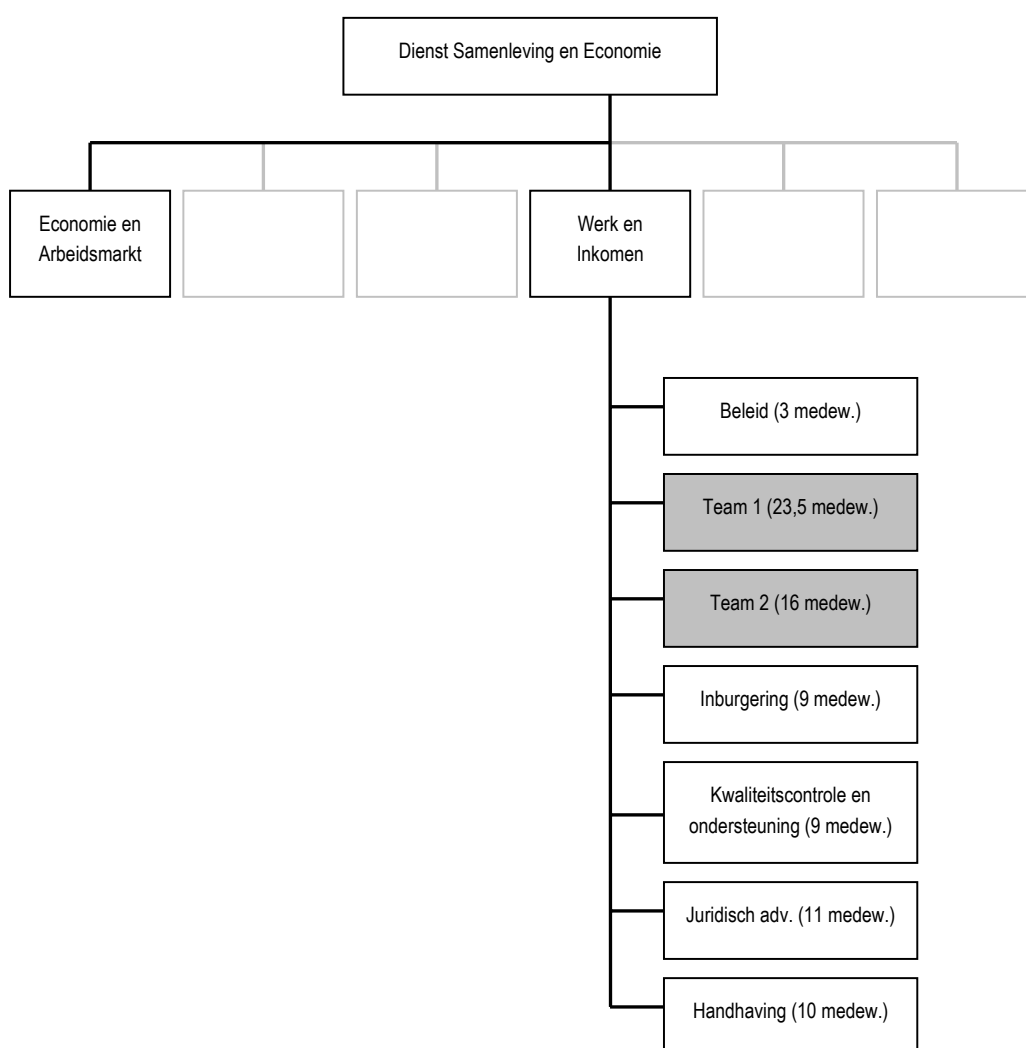 Dienst Samenleving en Economie
Economie en
Arbeidsmarkt
Werk en
Inkomen
Beleid (3 medew.)
Team 1 (23,5 medew.)
Team 2 (16 medew.)
Inburgering (9 medew.)
Kwaliteitscontrole en
ondersteuning (9 medew.)
Juridisch adv. (11 medew.)
Handhaving (10 medew.)